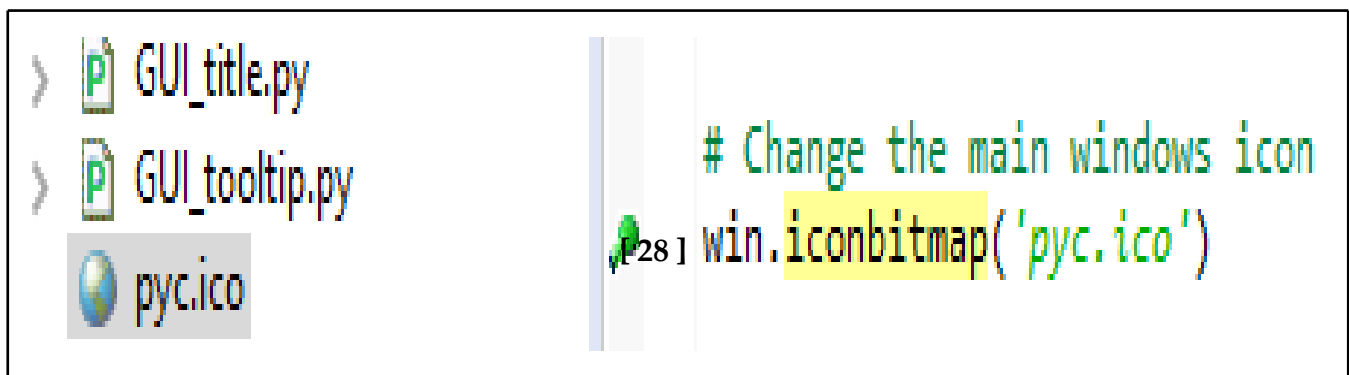 GUI_title.py
GUI_tooltip.py
pyc.ico
# Change the main windows icon
[ 28 ] win.iconbitmap('pyc.ico')